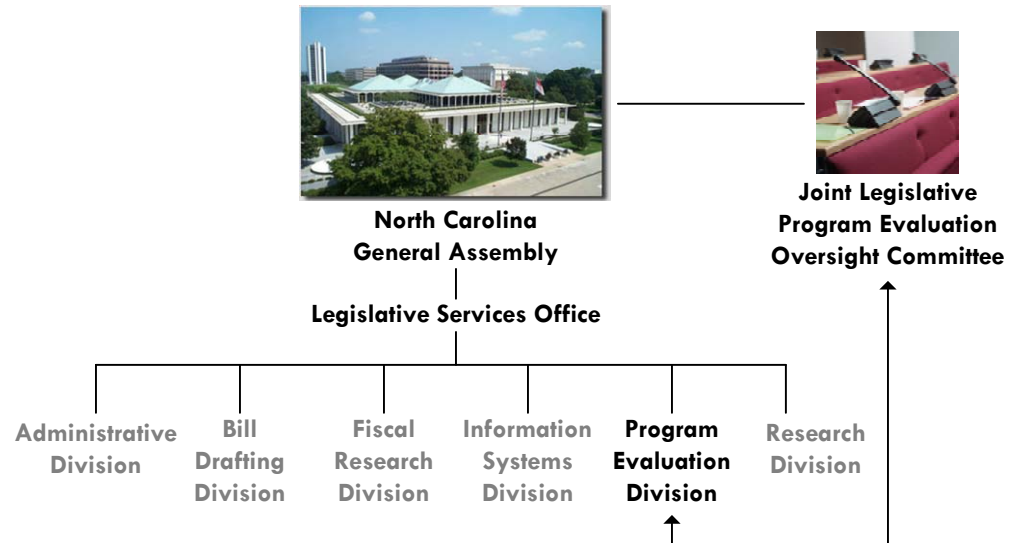 North Carolina
General Assembly
Joint Legislative
Program Evaluation
Oversight Committee
Legislative Services Office
Administrative
Division
Bill
Drafting
Division
Fiscal
Research
Division
Information
Systems
Division
Program
Evaluation
Division
Research
Division